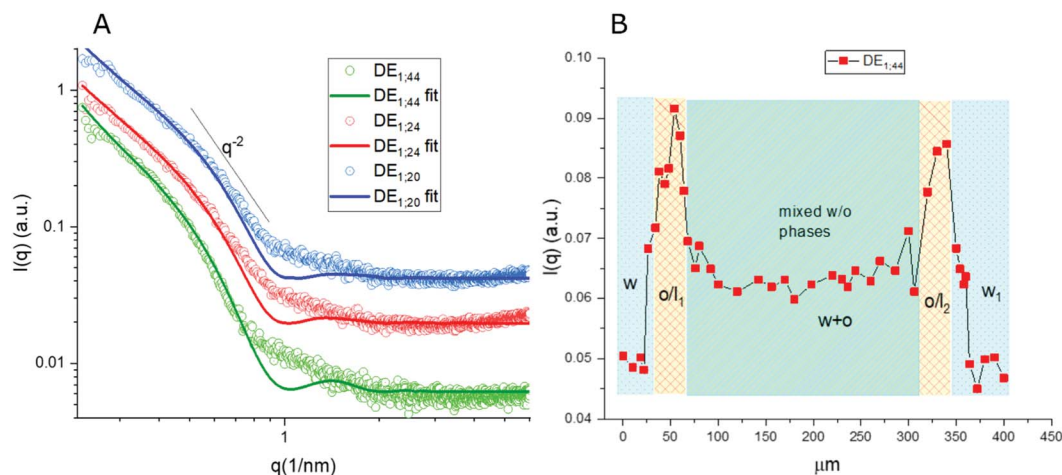 A
I(q) (a.u.)
1
0.1
0.01
q-2
DE1;44
DE1;44 fit
DE1;24
DE1;24 fit
DE1;20
DE1;20 fit
1
q(1/nm)
B
I(q) (a.u.)
0.10
0.09
0.08
0.07
0.06
0.05
0.04
DE1;44
w
o/l1
mixed w/o
phases
w+o
o/l2
w1
0 50 100 150 200 250 300 350 400 450
µm